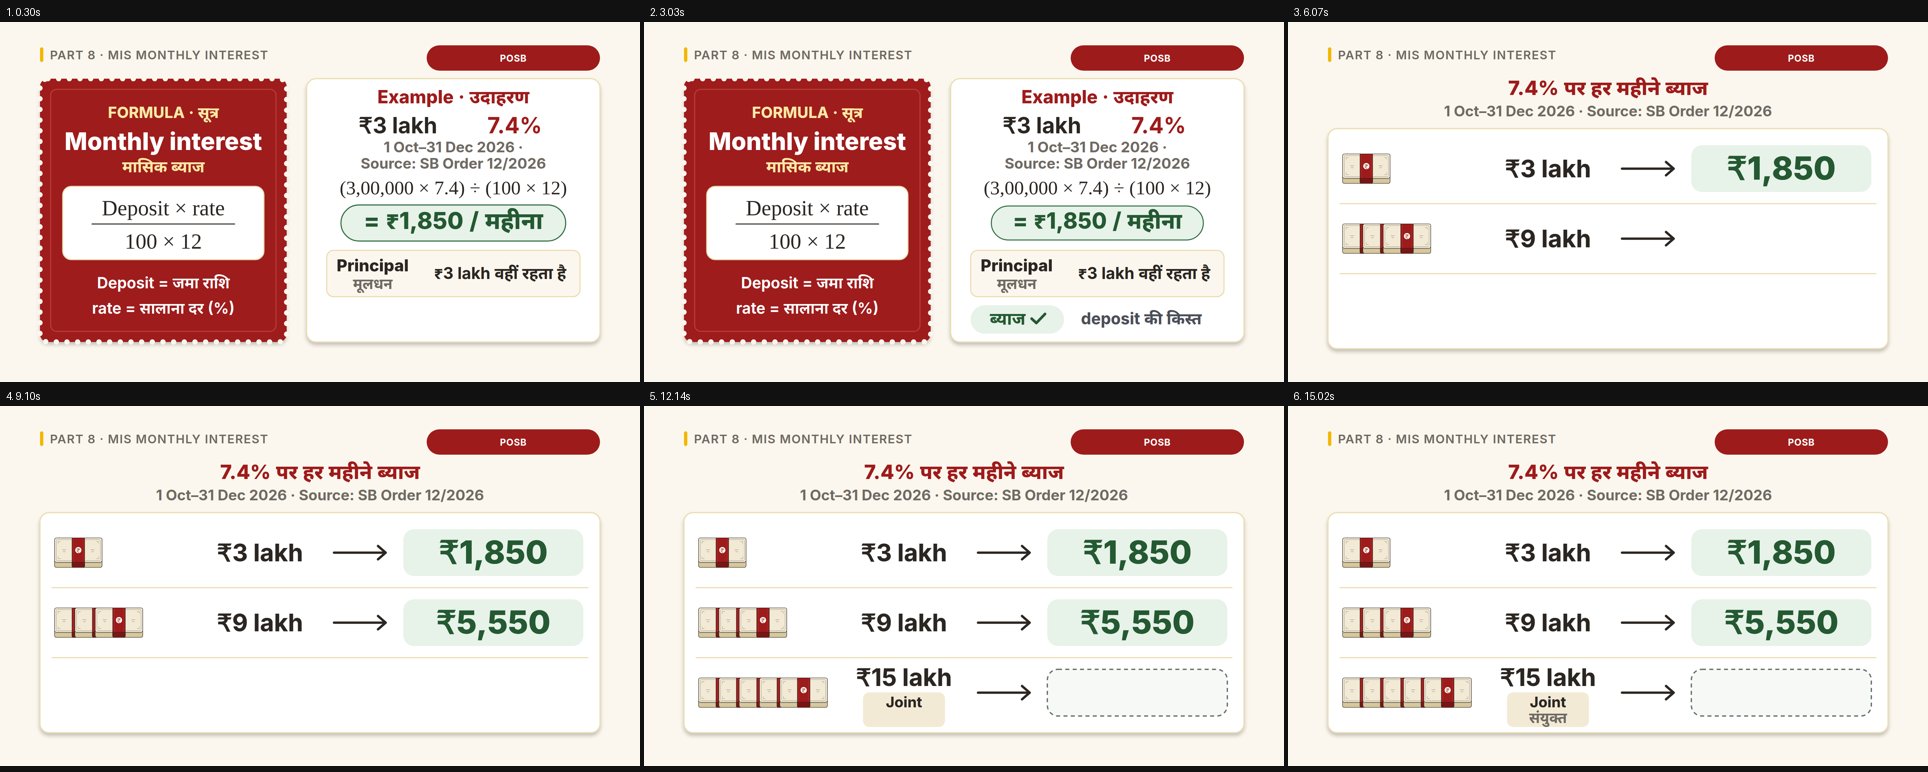 1. 0.30s
PART 8 · MIS MONTHLY INTEREST
POSB
FORMULA · सूत्र
Monthly interest
मासिक ब्याज
Deposit × rate
100 × 12
Deposit = जमा राशि
rate = सालाना दर (%)
Example · उदाहरण
₹3 lakh 7.4%
1 Oct–31 Dec 2026 ·
Source: SB Order 12/2026
(3,00,000 × 7.4) ÷ (100 × 12)
= ₹1,850 / महीना
Principal
मूलधन
₹3 lakh वहीं रहता है
2. 3.03s
PART 8 · MIS MONTHLY INTEREST
POSB
FORMULA · सूत्र
Monthly interest
मासिक ब्याज
Deposit × rate
100 × 12
Deposit = जमा राशि
rate = सालाना दर (%)
Example · उदाहरण
₹3 lakh 7.4%
1 Oct–31 Dec 2026 ·
Source: SB Order 12/2026
(3,00,000 × 7.4) ÷ (100 × 12)
= ₹1,850 / महीना
Principal
मूलधन
₹3 lakh वहीं रहता है
ब्याज ✓ deposit की किस्त
3. 6.07s
PART 8 · MIS MONTHLY INTEREST
POSB
7.4% पर हर महीने ब्याज
1 Oct–31 Dec 2026 · Source: SB Order 12/2026
₹3 lakh → ₹1,850
₹9 lakh →
4. 9.10s
PART 8 · MIS MONTHLY INTEREST
POSB
7.4% पर हर महीने ब्याज
1 Oct–31 Dec 2026 · Source: SB Order 12/2026
₹3 lakh → ₹1,850
₹9 lakh → ₹5,550
5. 12.14s
PART 8 · MIS MONTHLY INTEREST
POSB
7.4% पर हर महीने ब्याज
1 Oct–31 Dec 2026 · Source: SB Order 12/2026
₹3 lakh → ₹1,850
₹9 lakh → ₹5,550
₹15 lakh →
Joint
6. 15.02s
PART 8 · MIS MONTHLY INTEREST
POSB
7.4% पर हर महीने ब्याज
1 Oct–31 Dec 2026 · Source: SB Order 12/2026
₹3 lakh → ₹1,850
₹9 lakh → ₹5,550
₹15 lakh →
Joint
संयुक्त